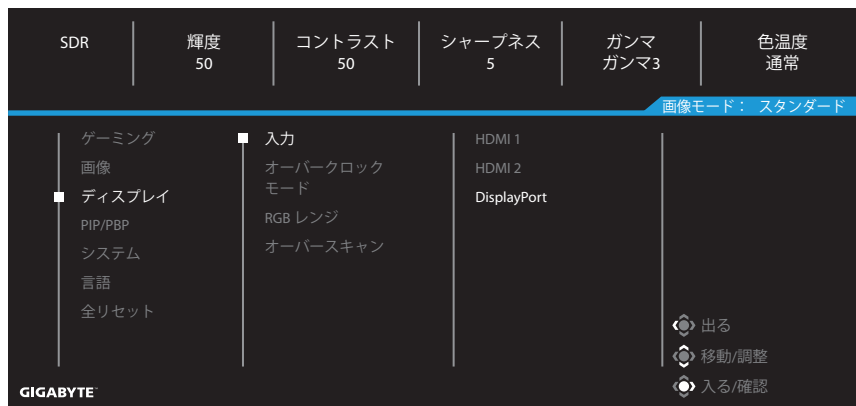 SDR
輝度
50
コントラスト
50
シャープネス
5
ガンマ
ガンマ3
色温度
通常
画像モード： スタンダード
ゲーミング
画像
ディスプレイ
PIP/PBP
システム
言語
全リセット
入力
オーバークロック
モード
RGB レンジ
オーバースキャン
HDMI 1
HDMI 2
DisplayPort
出る
移動/調整
入る/確認
GIGABYTE™